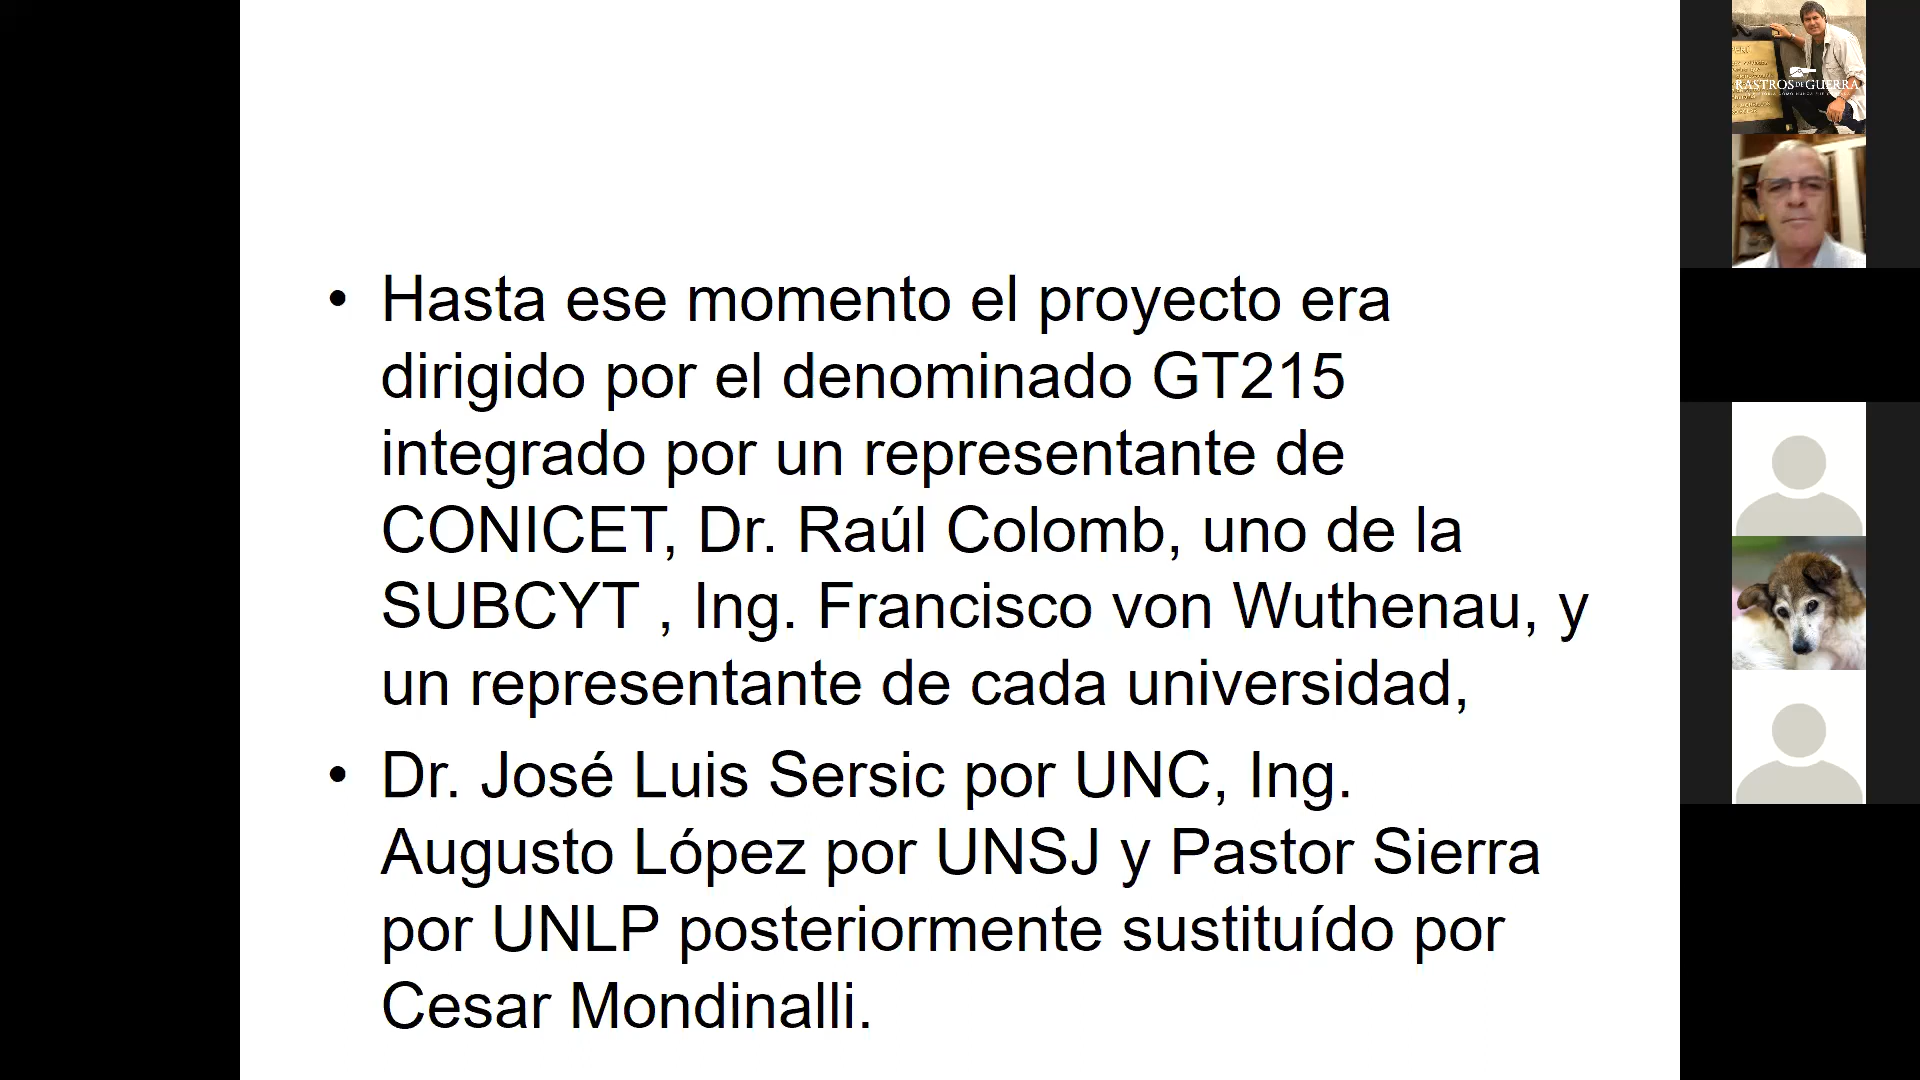 • Hasta ese momento el proyecto era
dirigido por el denominado GT215
integrado por un representante de
CONICET, Dr. Raúl Colomb, uno de la
SUBCYT , Ing. Francisco von Wuthenau, y
un representante de cada universidad,
• Dr. José Luis Sersic por UNC, Ing.
Augusto López por UNSJ y Pastor Sierra
por UNLP posteriormente sustituído por
Cesar Mondinalli.
RASTROS DE GUERRA